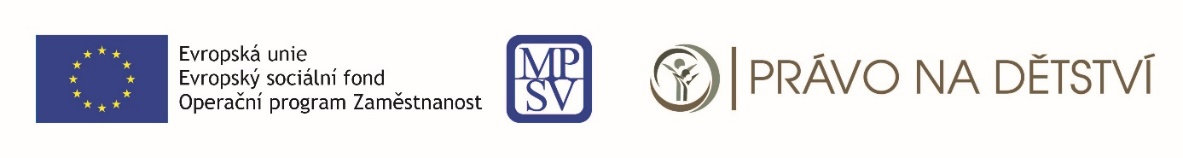 Evropská unie
Evropský sociální fond
Operační program Zaměstnanost
MP
SV
PRÁVO NA DĚTSTVÍ